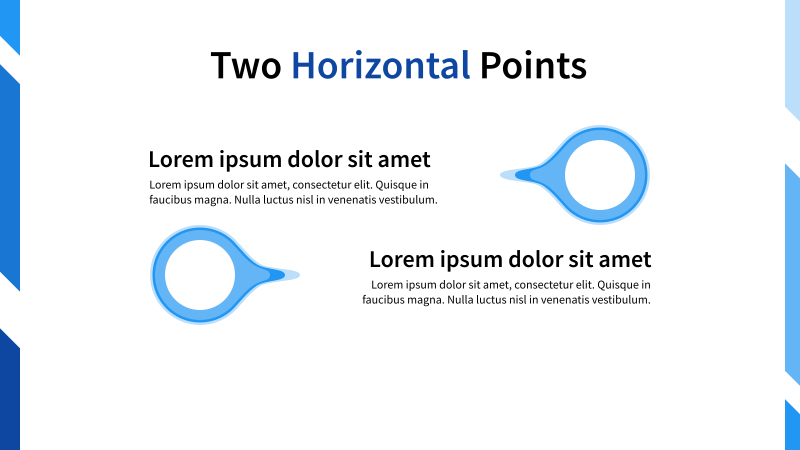 Two Horizontal Points
Lorem ipsum dolor sit amet
Lorem ipsum dolor sit amet, consectetur elit. Quisque in
faucibus magna. Nulla luctus nisl in venenatis vestibulum.
Lorem ipsum dolor sit amet
Lorem ipsum dolor sit amet, consectetur elit. Quisque in
faucibus magna. Nulla luctus nisl in venenatis vestibulum.